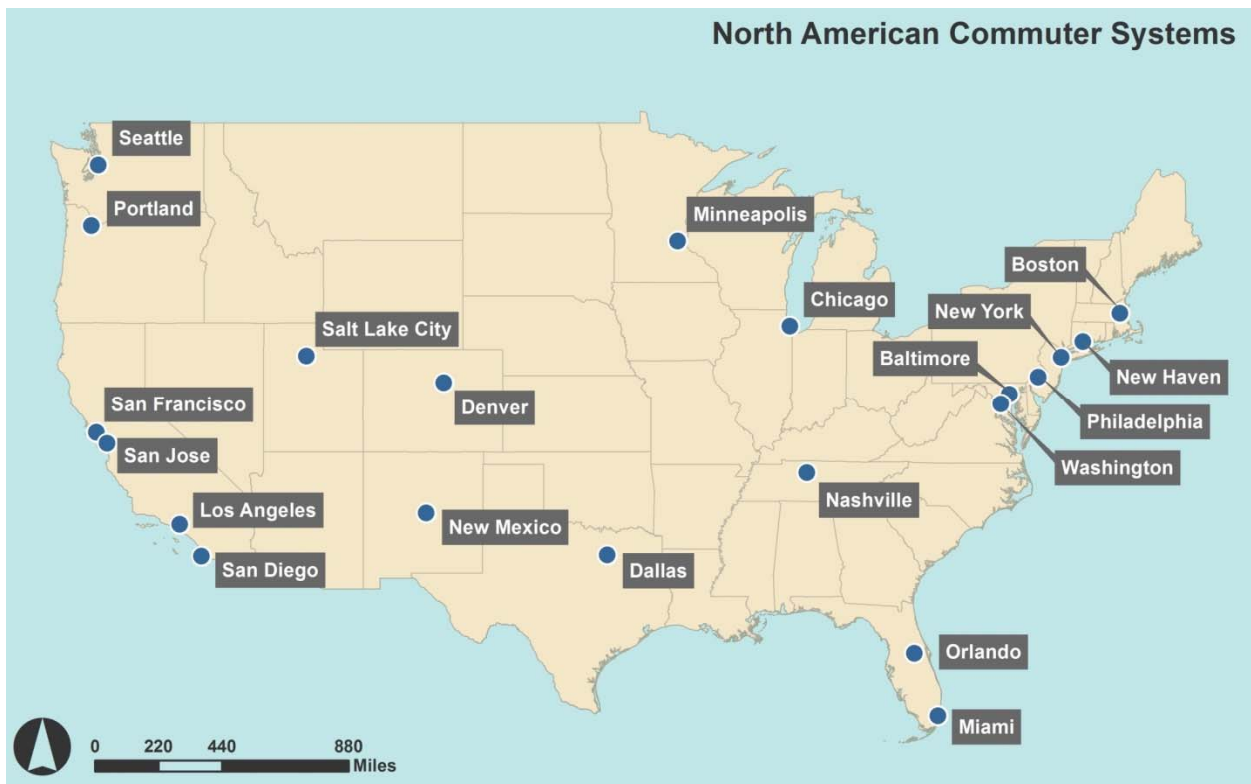 North American Commuter Systems
Seattle
Portland
Minneapolis
Boston
Chicago
New York
Salt Lake City
Baltimore
New Haven
Denver
San Francisco
Philadelphia
San Jose
Washington
Nashville
Los Angeles
New Mexico
San Diego
Dallas
Orlando
Miami
0 220 440 880
Miles